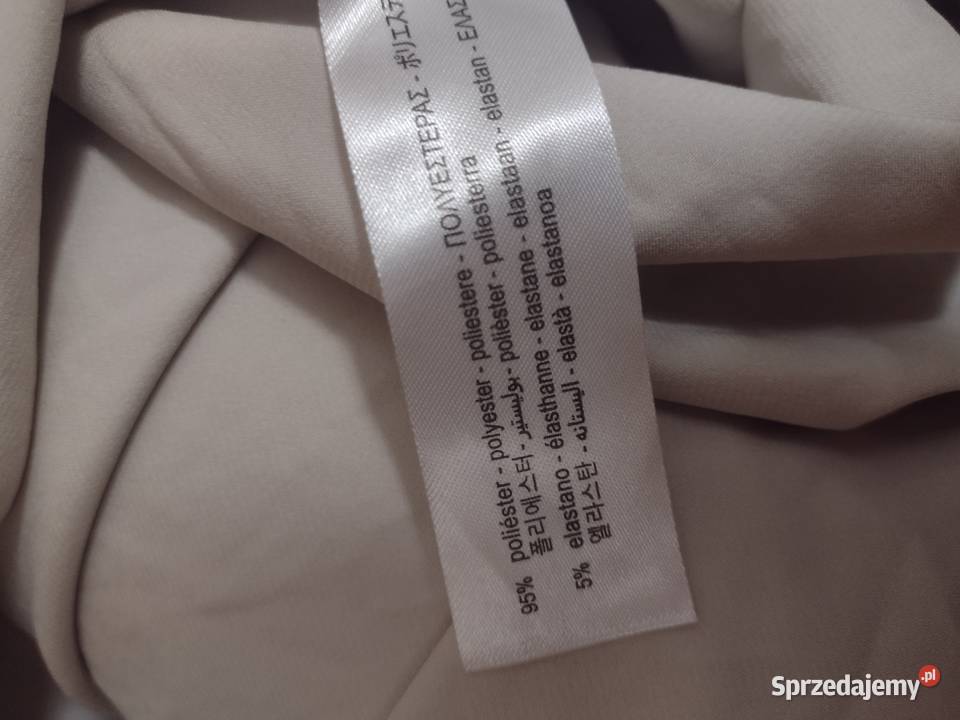 95% poliéster - polyester - poliestere - ΠΟΛΥΕΣΤΕΡΑΣ - ポリエステ
폴리에스터 - بوليستير - polièster - poliesterra
5% elastano - élasthanne - elastane - elastaan - elastan - ΕΛΑΣ
엘라스탄 - اليستانه - elastà - elastanoa
Sprzedajemy.pl